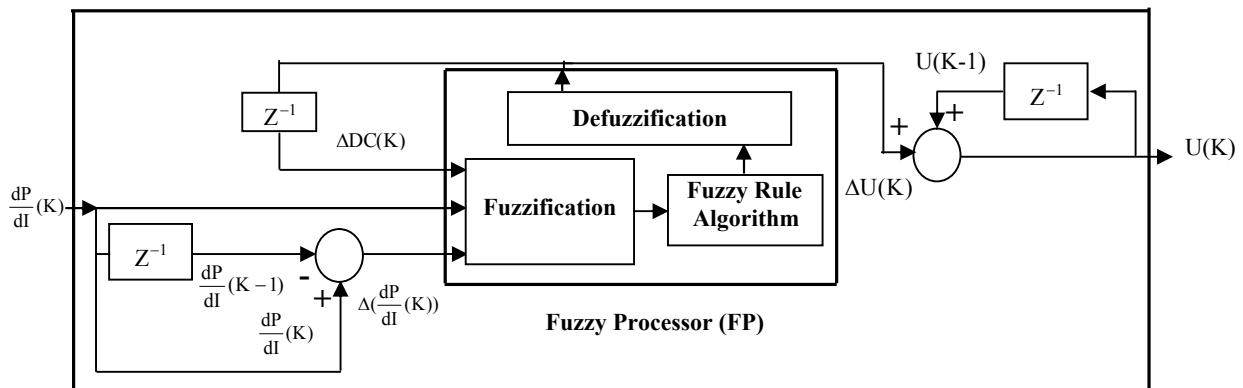 U(K-1)
Z⁻¹
Z⁻¹
+
+
Defuzzification
ΔDC(K)
U(K)
ΔU(K)
Fuzzification
Fuzzy Rule
Algorithm
dP/dI (K)
Z⁻¹
-
+
dP/dI (K−1)
Δ(dP/dI (K))
dP/dI (K)
Fuzzy Processor (FP)